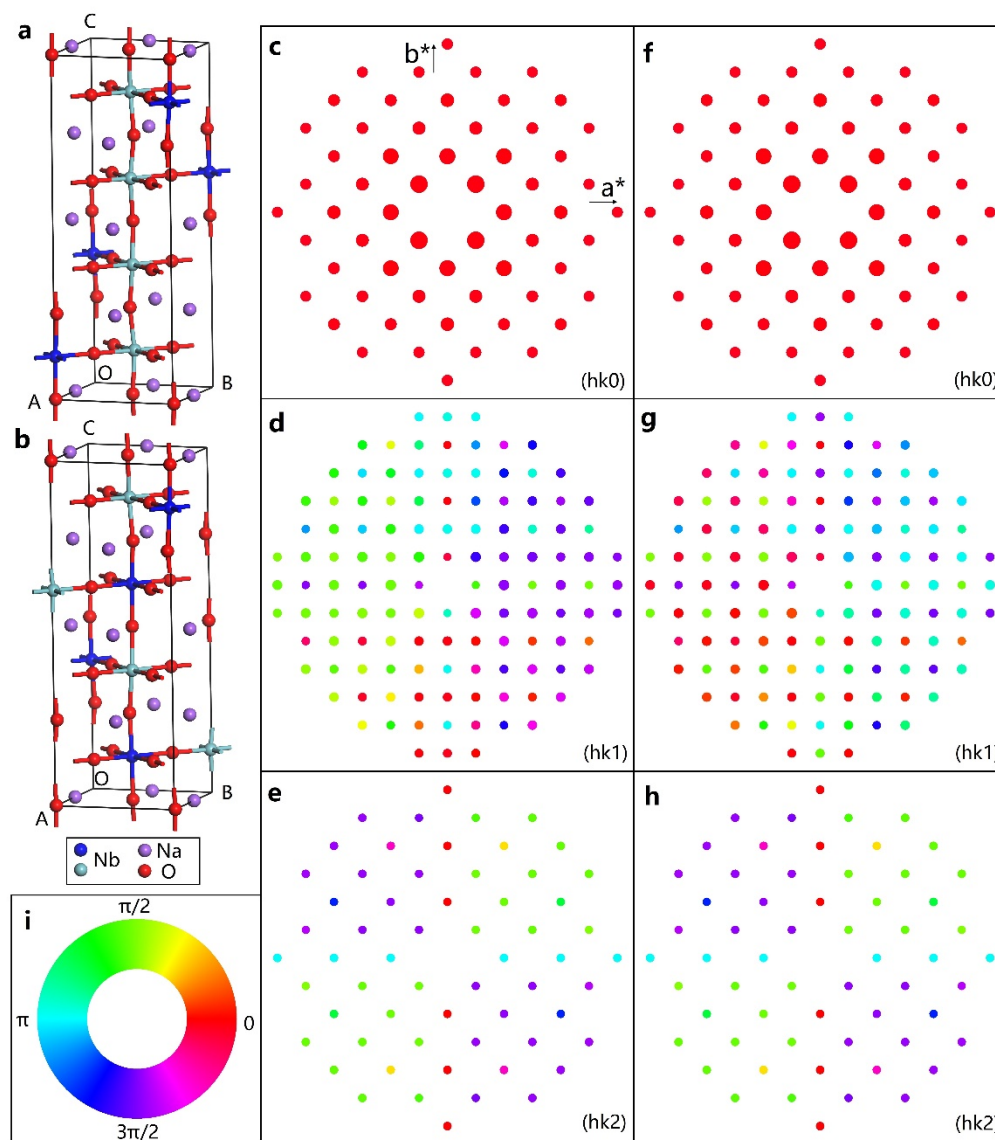 a
C
O
A
B
b
C
O
A
B
Nb
Na
O
i
π/2
π
0
3π/2
c
b*
a*
(hk0)
f
(hk0)
d
(hk1)
g
(hk1)
e
(hk2)
h
(hk2)